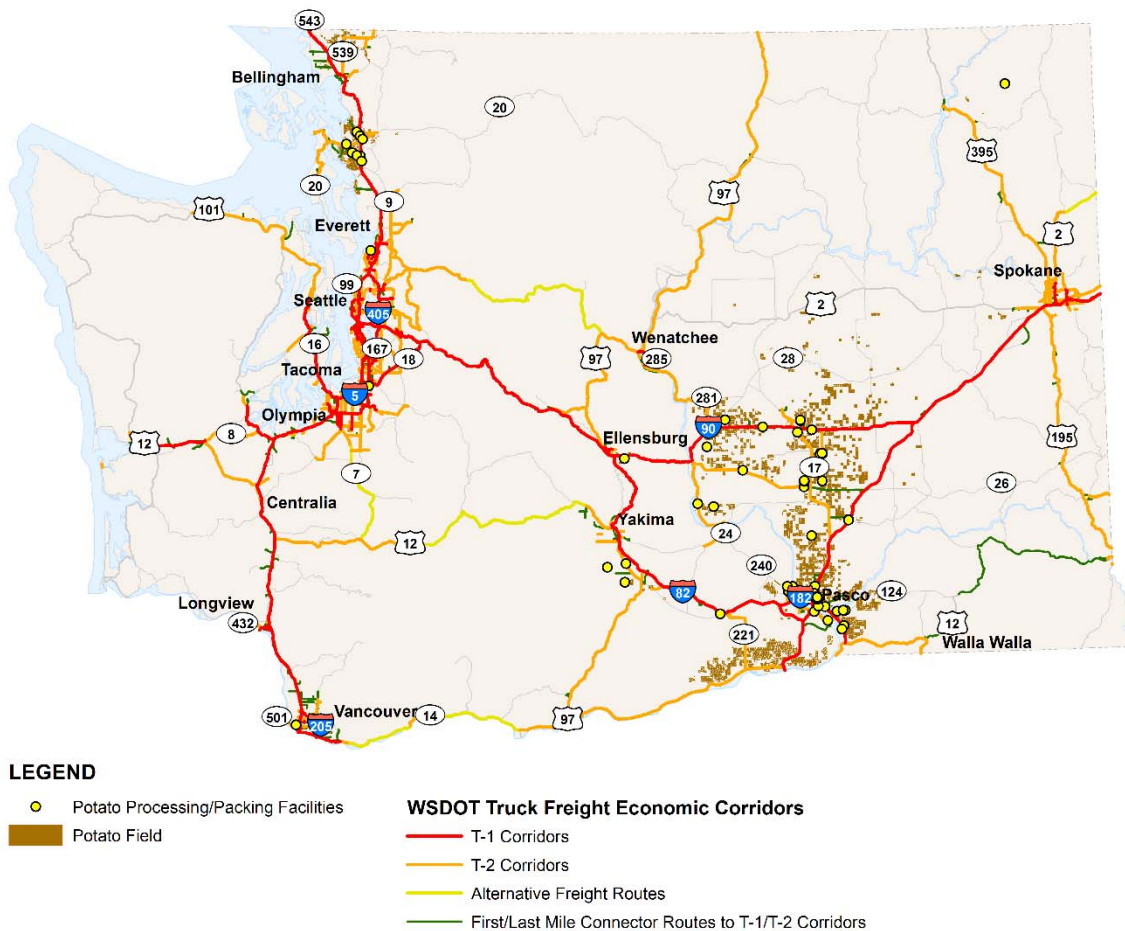 543
539
Bellingham
20
395
97
20
9
101
Everett
2
Spokane
99
Seattle
405
2
Wenatchee
97
285
28
16
167
18
Tacoma
5
281
Olympia
90
Ellensburg
12
8
195
7
17
26
Centralia
Yakima
24
12
240
82
182
Pasco
124
Longview
432
221
12
Walla Walla
501
205
Vancouver
14
97
LEGEND
Potato Processing/Packing Facilities
Potato Field
WSDOT Truck Freight Economic Corridors
T-1 Corridors
T-2 Corridors
Alternative Freight Routes
First/Last Mile Connector Routes to T-1/T-2 Corridors